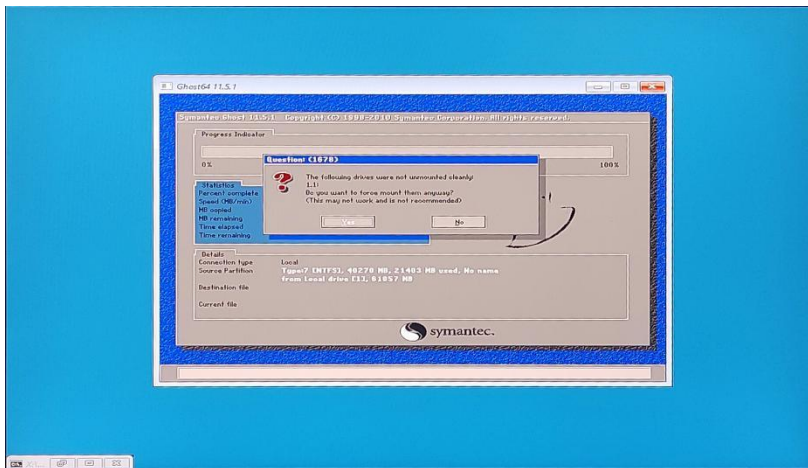 Ghost64 11.5.1
Symantec Ghost 11.5.1   Copyright (C) 1998-2010 Symantec Corporation. All rights reserved.
Progress Indicator
0%
100%
Question: (1678)
The following drives were not unmounted cleanly:
1.1:
Do you want to force mount them anyway?
(This may not work and is not recommended)
Yes
No
Statistics
Percent complete
Speed (MB/min)
MB copied
MB remaining
Time elapsed
Time remaining
Details
Connection type Local
Source Partition Type:7 [NTFS], 48270 MB, 21403 MB used, No name
from Local drive [1], 61057 MB
Destination file
Current file
symantec.